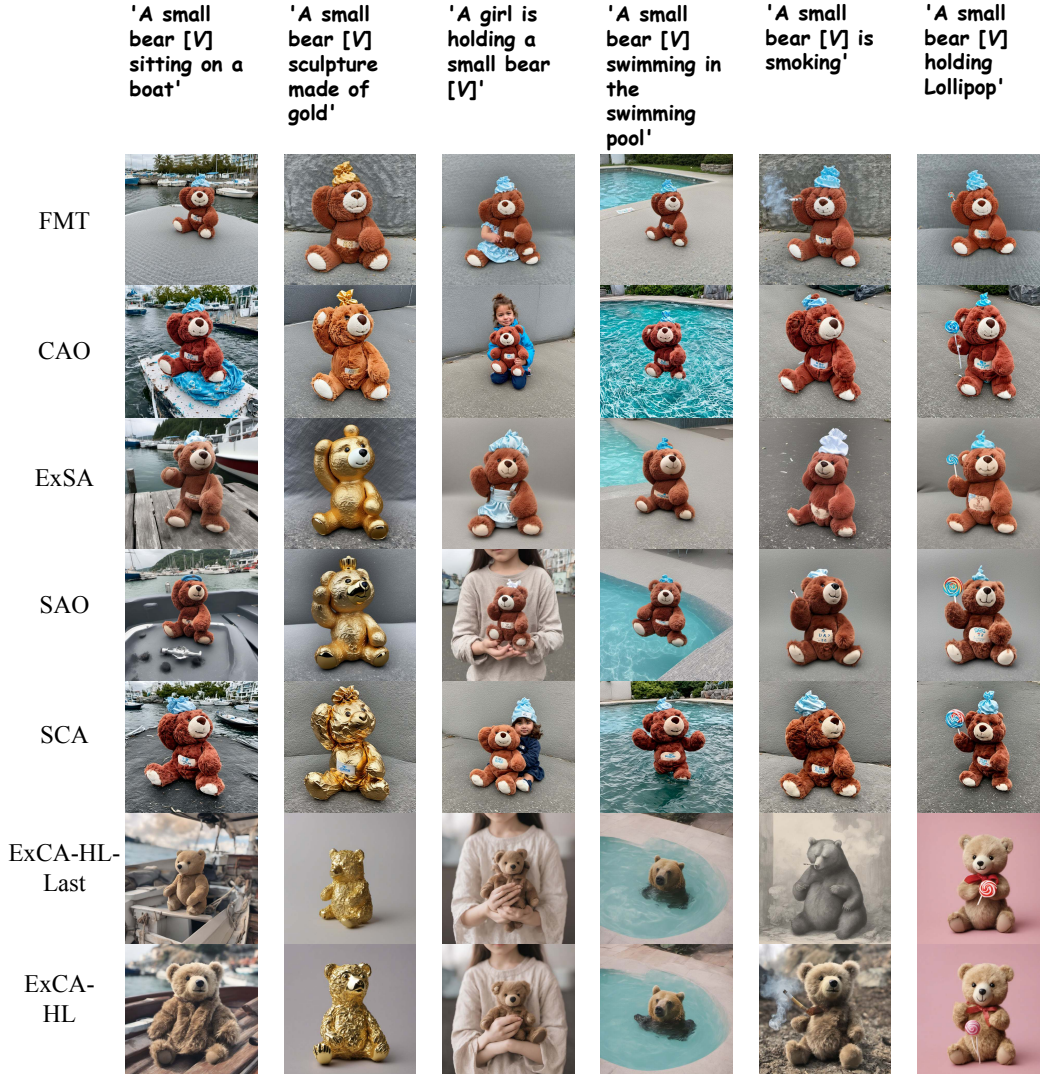 'A small
bear [V]
sitting on a
boat'
'A small
bear [V]
sculpture
made of
gold'
'A girl is
holding a
small bear
[V]'
'A small
bear [V]
swimming in
the
swimming
pool'
'A small
bear [V] is
smoking'
'A small
bear [V]
holding
Lollipop'
FMT
CAO
ExSA
SAO
SCA
ExCA-HL-
Last
ExCA-
HL